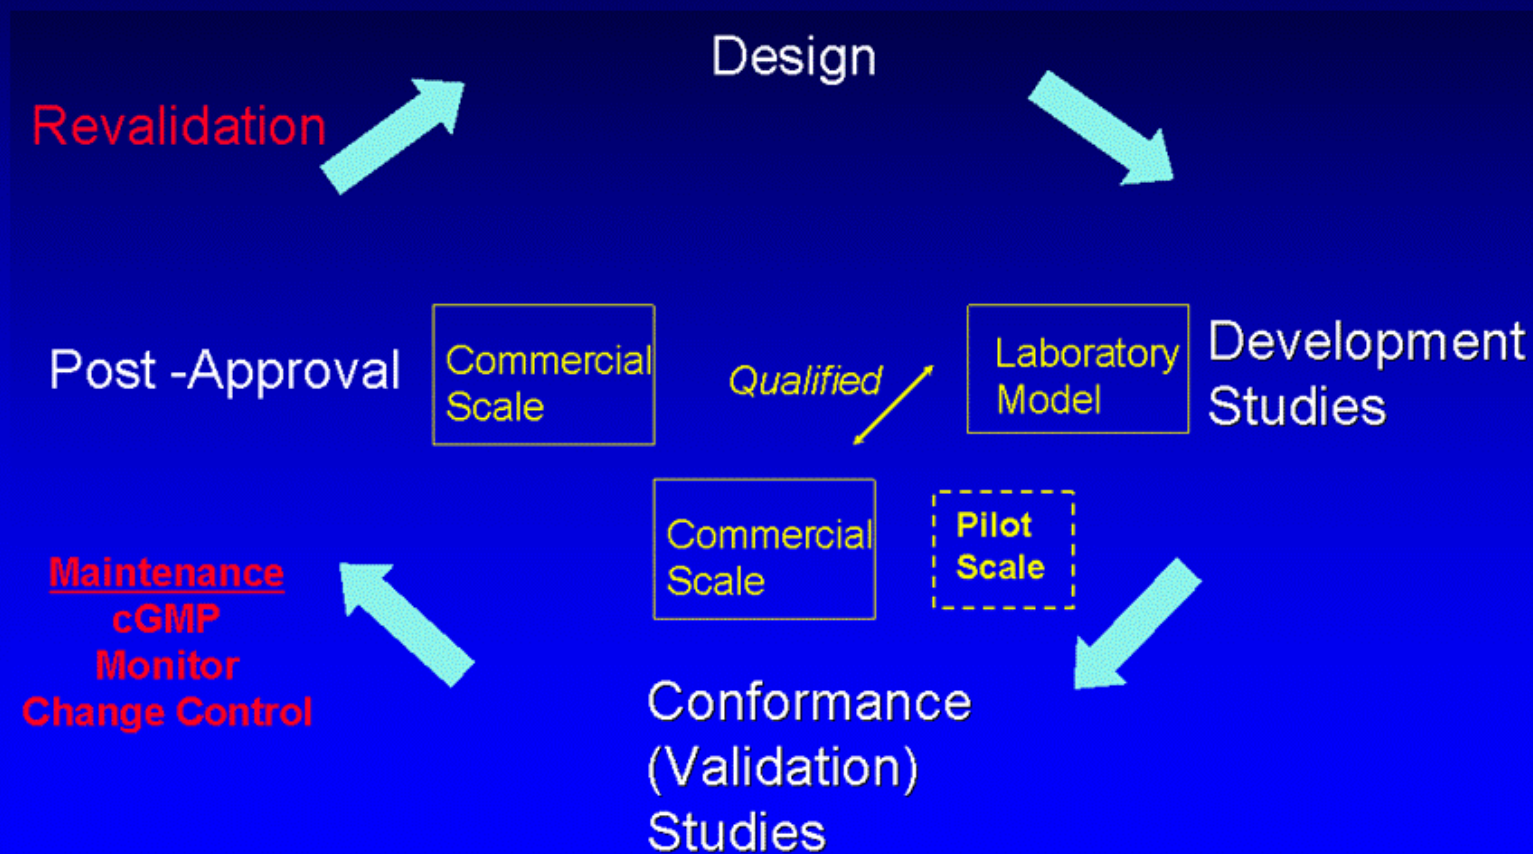 Design
Revalidation
Post -Approval
Commercial
Scale
Qualified
Laboratory
Model
Development
Studies
Commercial
Scale
Pilot
Scale
Maintenance
cGMP
Monitor
Change Control
Conformance
(Validation)
Studies